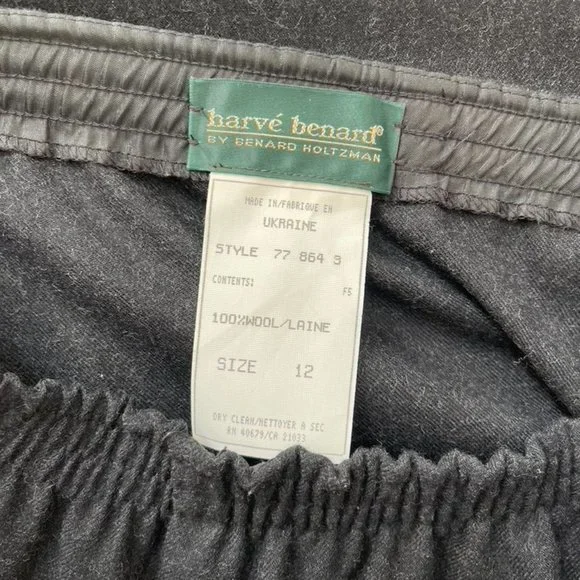 harvé benard®
BY BENARD HOLTZMAN
MADE IN/FABRIQUE EN
UKRAINE
STYLE 77 864 9
CONTENTS: F5
100%WOOL/LAINE
SIZE 12
DRY CLEAN/NETTOYER A SEC
RN 40679/CA 21033